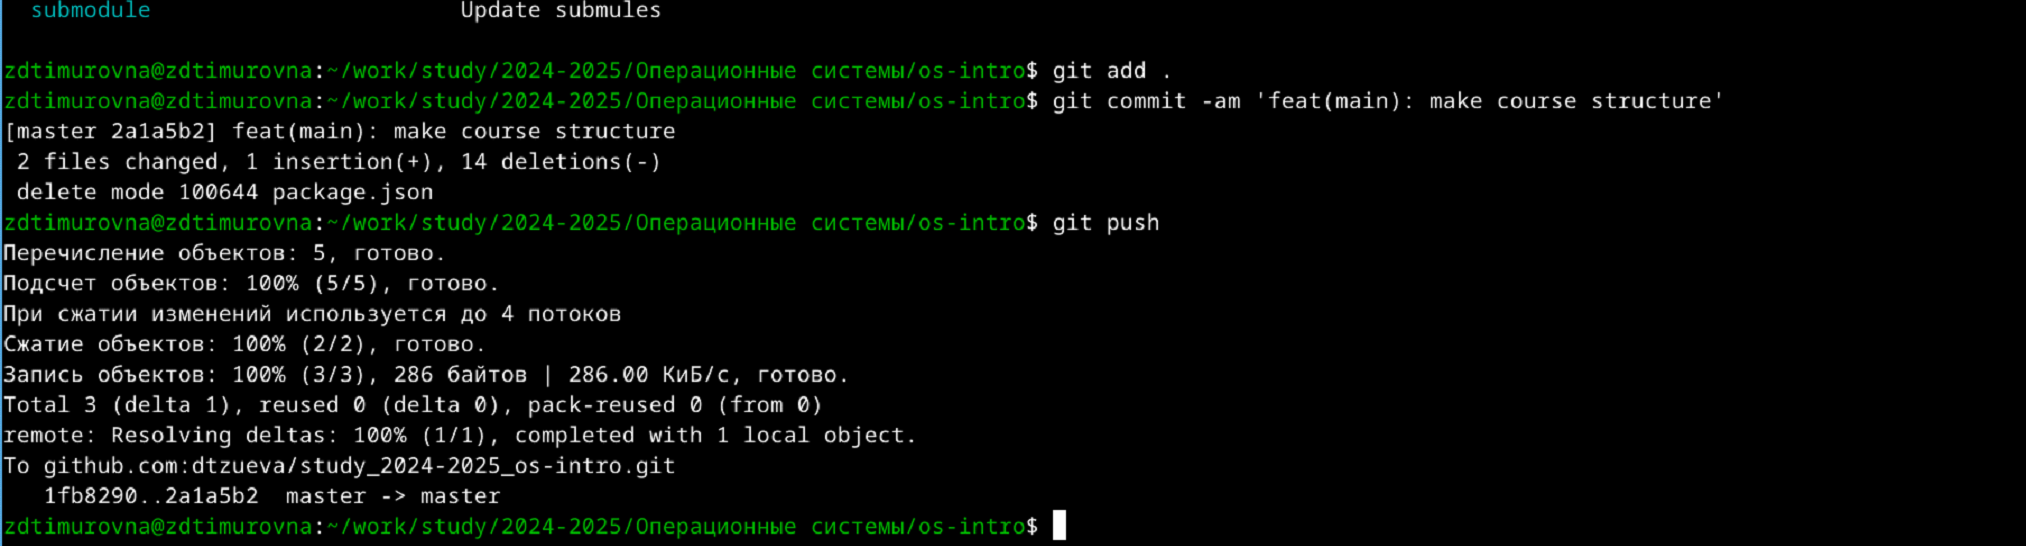 submodule Update submules
zdtimurovna@zdtimurovna:~/work/study/2024-2025/Операционные системы/os-intro$ git add .
zdtimurovna@zdtimurovna:~/work/study/2024-2025/Операционные системы/os-intro$ git commit -am 'feat(main): make course structure'
[master 2a1a5b2] feat(main): make course structure
2 files changed, 1 insertion(+), 14 deletions(-)
delete mode 100644 package.json
zdtimurovna@zdtimurovna:~/work/study/2024-2025/Операционные системы/os-intro$ git push
Перечисление объектов: 5, готово.
Подсчет объектов: 100% (5/5), готово.
При сжатии изменений используется до 4 потоков
Сжатие объектов: 100% (2/2), готово.
Запись объектов: 100% (3/3), 286 байтов | 286.00 КиБ/с, готово.
Total 3 (delta 1), reused 0 (delta 0), pack-reused 0 (from 0)
remote: Resolving deltas: 100% (1/1), completed with 1 local object.
To github.com:dtzueva/study_2024-2025_os-intro.git
1fb8290..2a1a5b2 master -> master
zdtimurovna@zdtimurovna:~/work/study/2024-2025/Операционные системы/os-intro$